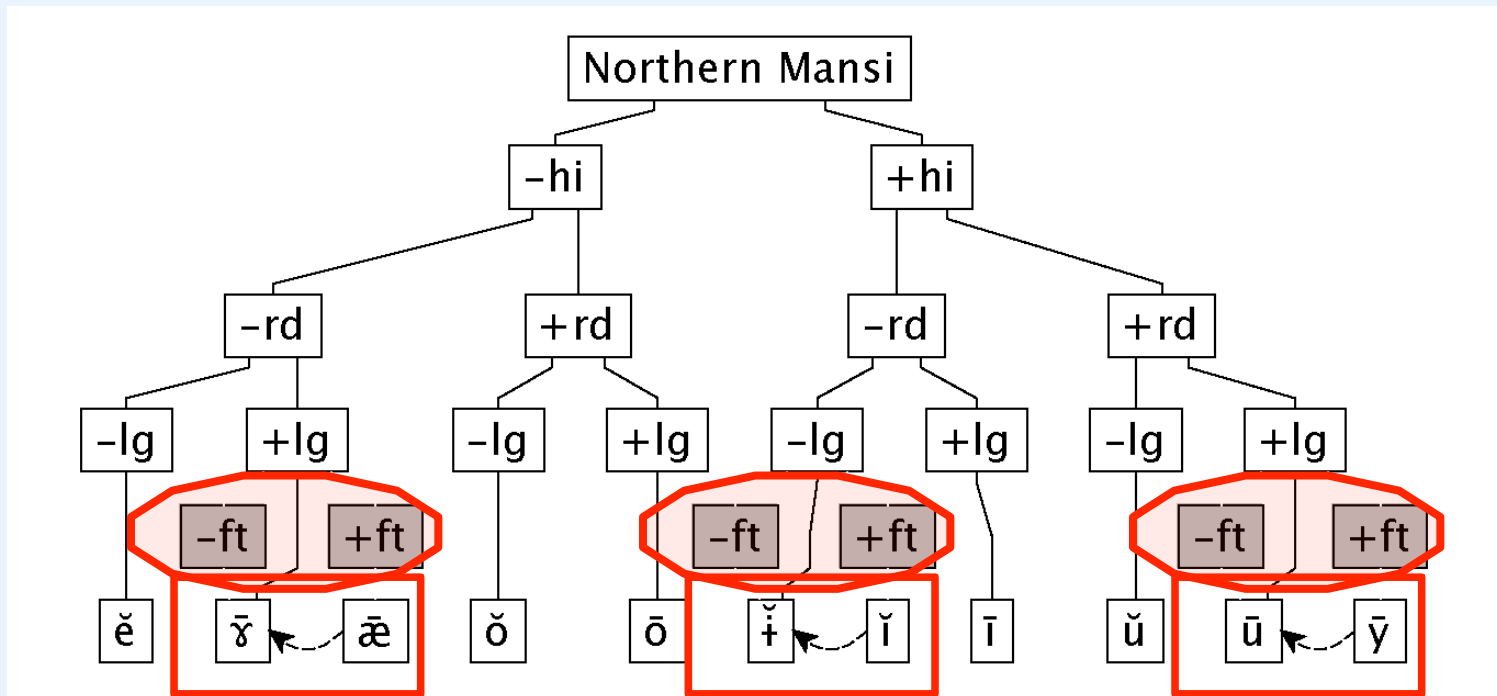 Northern Mansi
–hi +hi
–rd +rd –rd +rd
–lg +lg –lg +lg –lg +lg –lg +lg
–ft +ft –ft +ft –ft +ft
ĕ ɤ̄ ǣ ŏ ō ɨ̆ ĭ ī ŭ ū ȳ